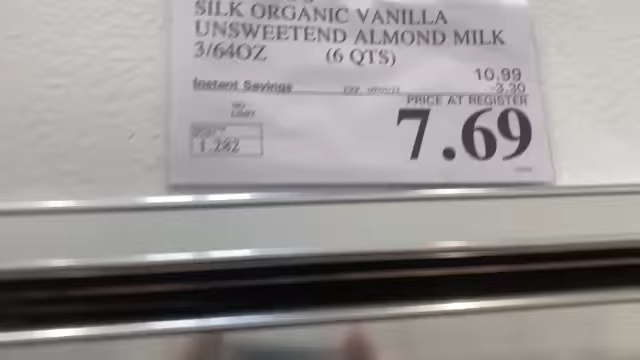 SILK ORGANIC VANILLA
UNSWEETEND ALMOND MILK
3/64OZ (6 QTS)
10.99
Instant Savings -3.30
PRICE AT REGISTER
7.69
1.282